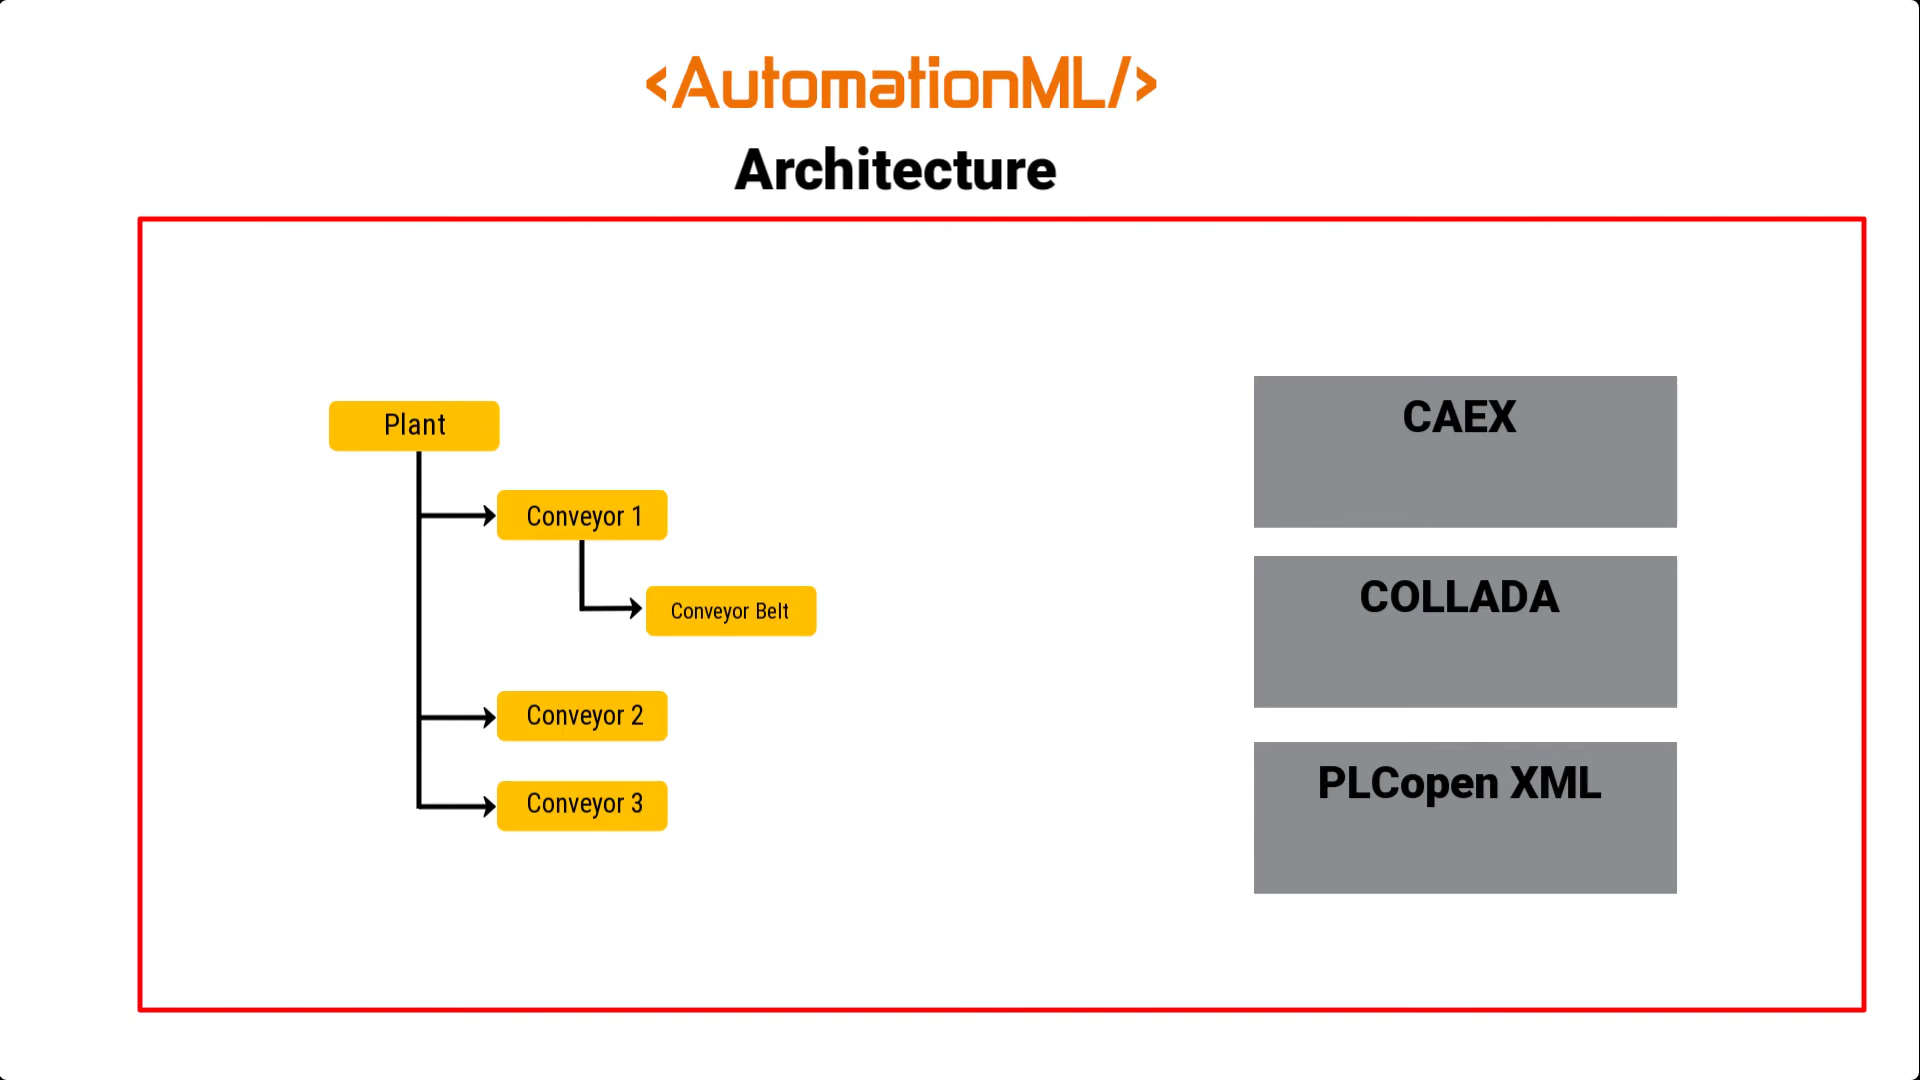 <AutomationML/>
Architecture
Plant
Conveyor 1
Conveyor Belt
Conveyor 2
Conveyor 3
CAEX
COLLADA
PLCopen XML